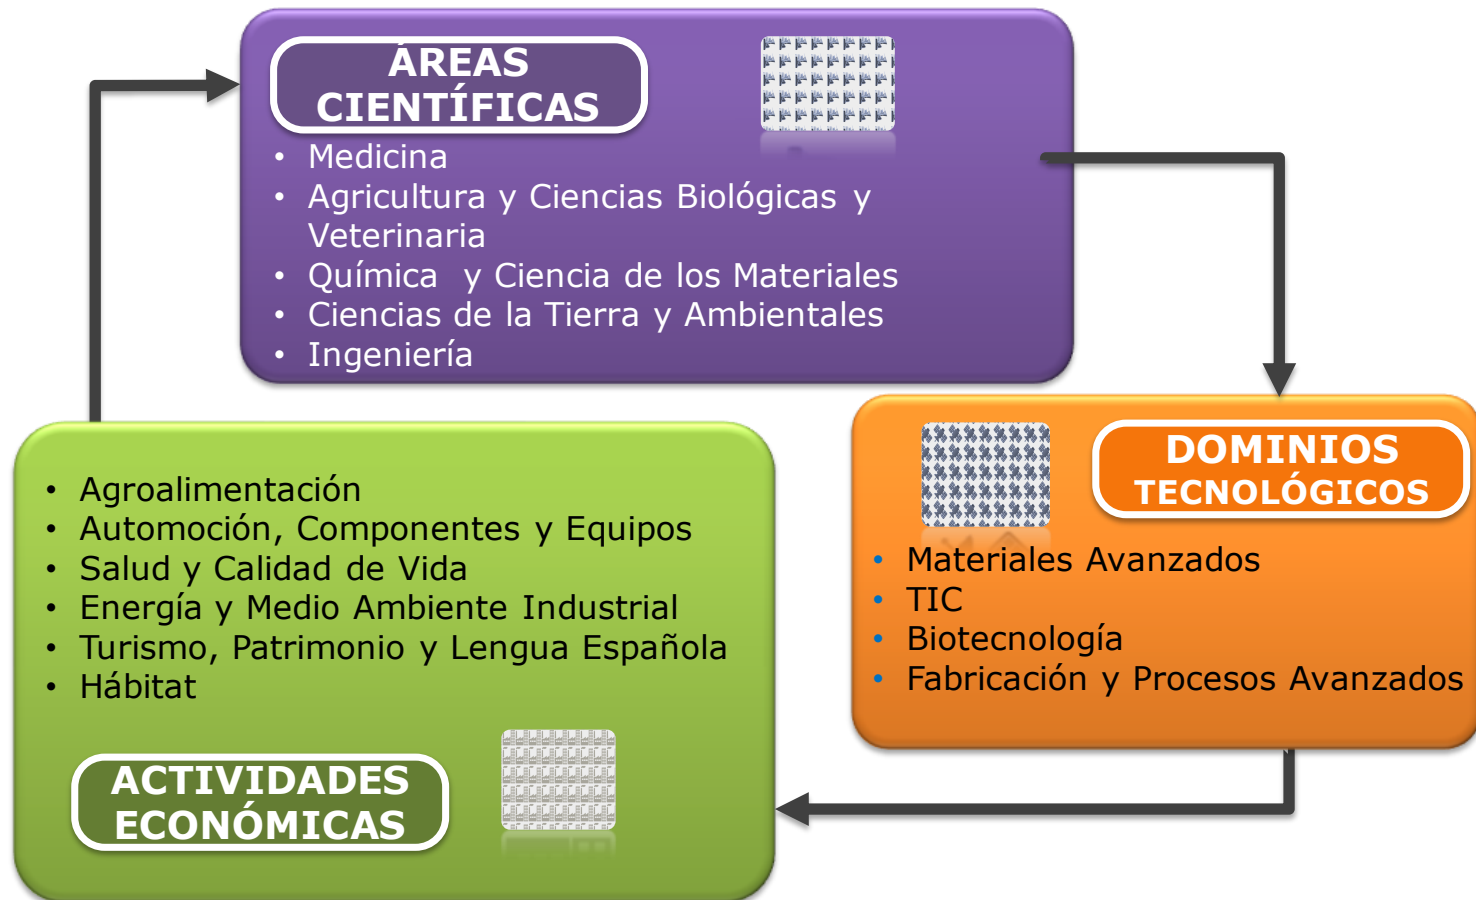 ÁREAS
CIENTÍFICAS
• Medicina
• Agricultura y Ciencias Biológicas y
Veterinaria
• Química y Ciencia de los Materiales
• Ciencias de la Tierra y Ambientales
• Ingeniería
DOMINIOS
TECNOLÓGICOS
• Materiales Avanzados
• TIC
• Biotecnología
• Fabricación y Procesos Avanzados
• Agroalimentación
• Automoción, Componentes y Equipos
• Salud y Calidad de Vida
• Energía y Medio Ambiente Industrial
• Turismo, Patrimonio y Lengua Española
• Hábitat
ACTIVIDADES
ECONÓMICAS